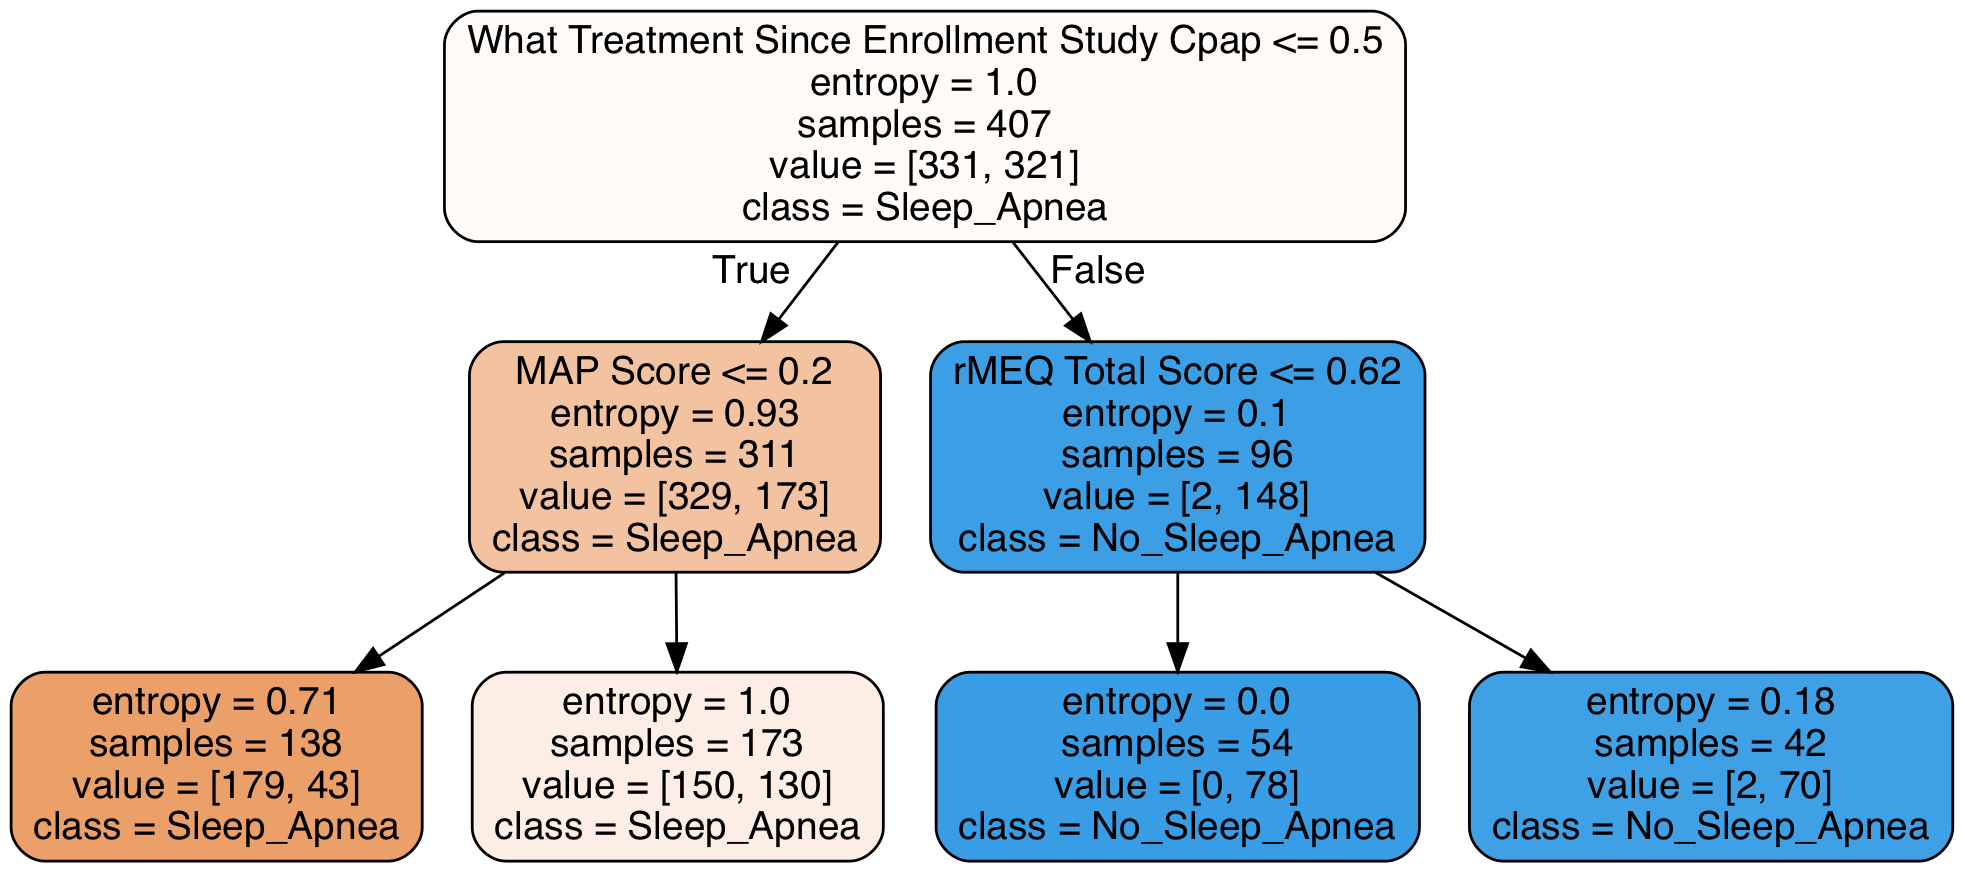 What Treatment Since Enrollment Study Cpap <= 0.5
entropy = 1.0
samples = 407
value = [331, 321]
class = Sleep_Apnea
True
False
MAP Score <= 0.2
entropy = 0.93
samples = 311
value = [329, 173]
class = Sleep_Apnea
rMEQ Total Score <= 0.62
entropy = 0.1
samples = 96
value = [2, 148]
class = No_Sleep_Apnea
entropy = 0.71
samples = 138
value = [179, 43]
class = Sleep_Apnea
entropy = 1.0
samples = 173
value = [150, 130]
class = Sleep_Apnea
entropy = 0.0
samples = 54
value = [0, 78]
class = No_Sleep_Apnea
entropy = 0.18
samples = 42
value = [2, 70]
class = No_Sleep_Apnea